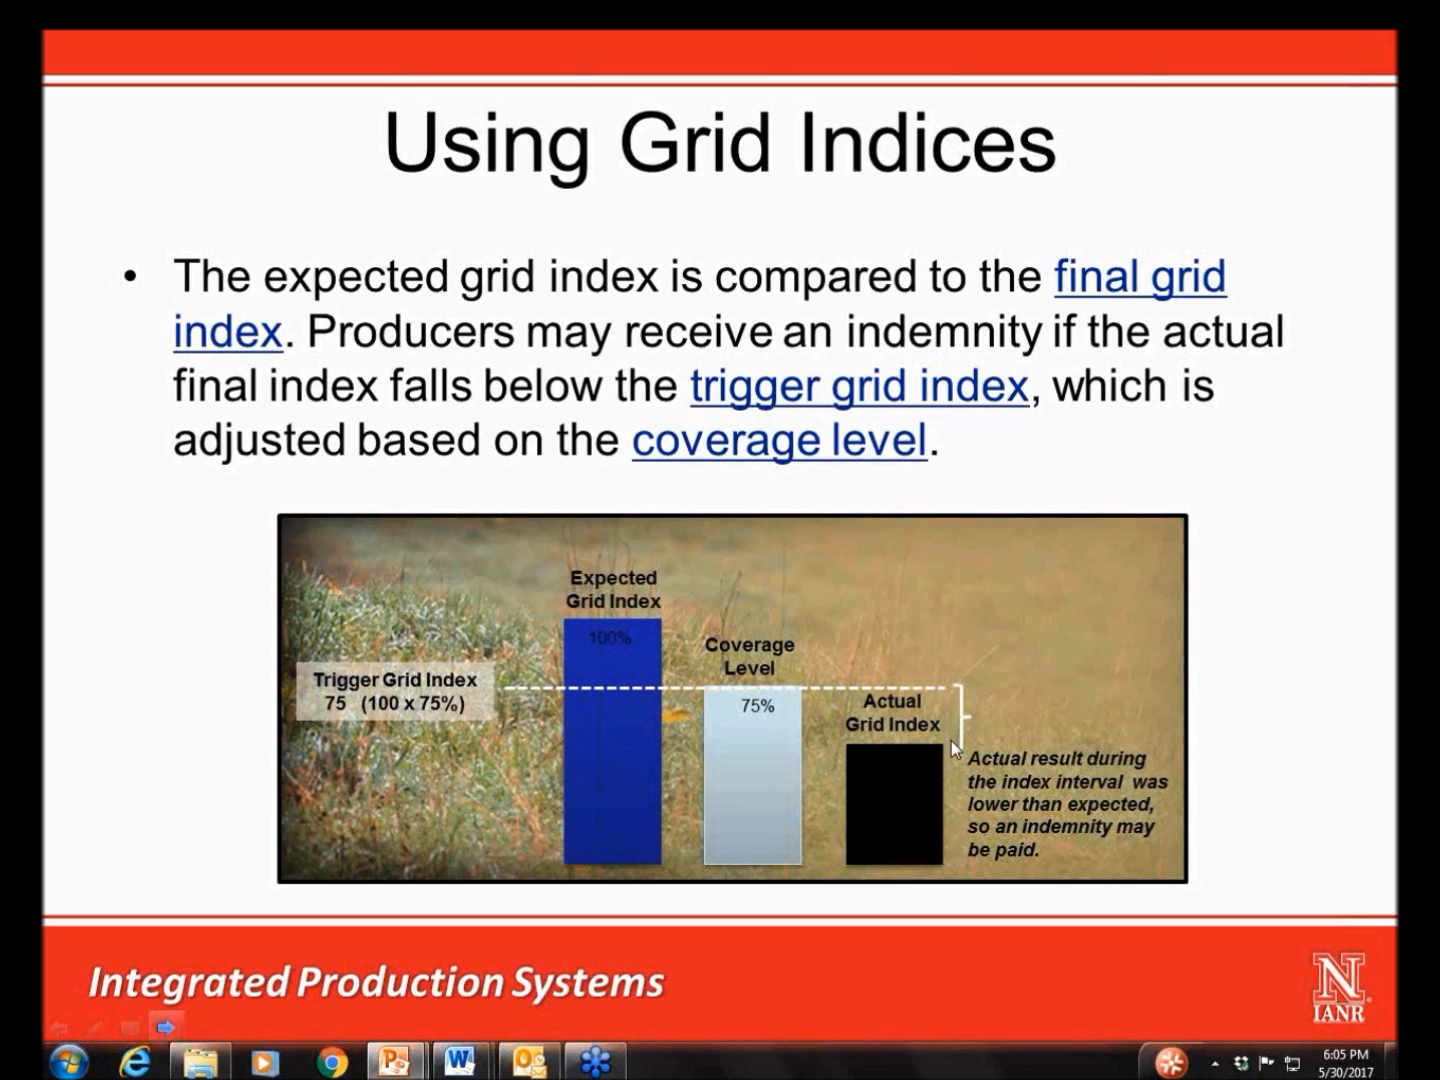 Using Grid Indices
• The expected grid index is compared to the final grid
index. Producers may receive an indemnity if the actual
final index falls below the trigger grid index, which is
adjusted based on the coverage level.
Expected
Grid Index
100%
Coverage
Level
Trigger Grid Index
75 (100 x 75%)
75%
Actual
Grid Index
Actual result during
the index interval was
lower than expected,
so an indemnity may
be paid.
Integrated Production Systems
N
IANR
6:05 PM
5/30/2017